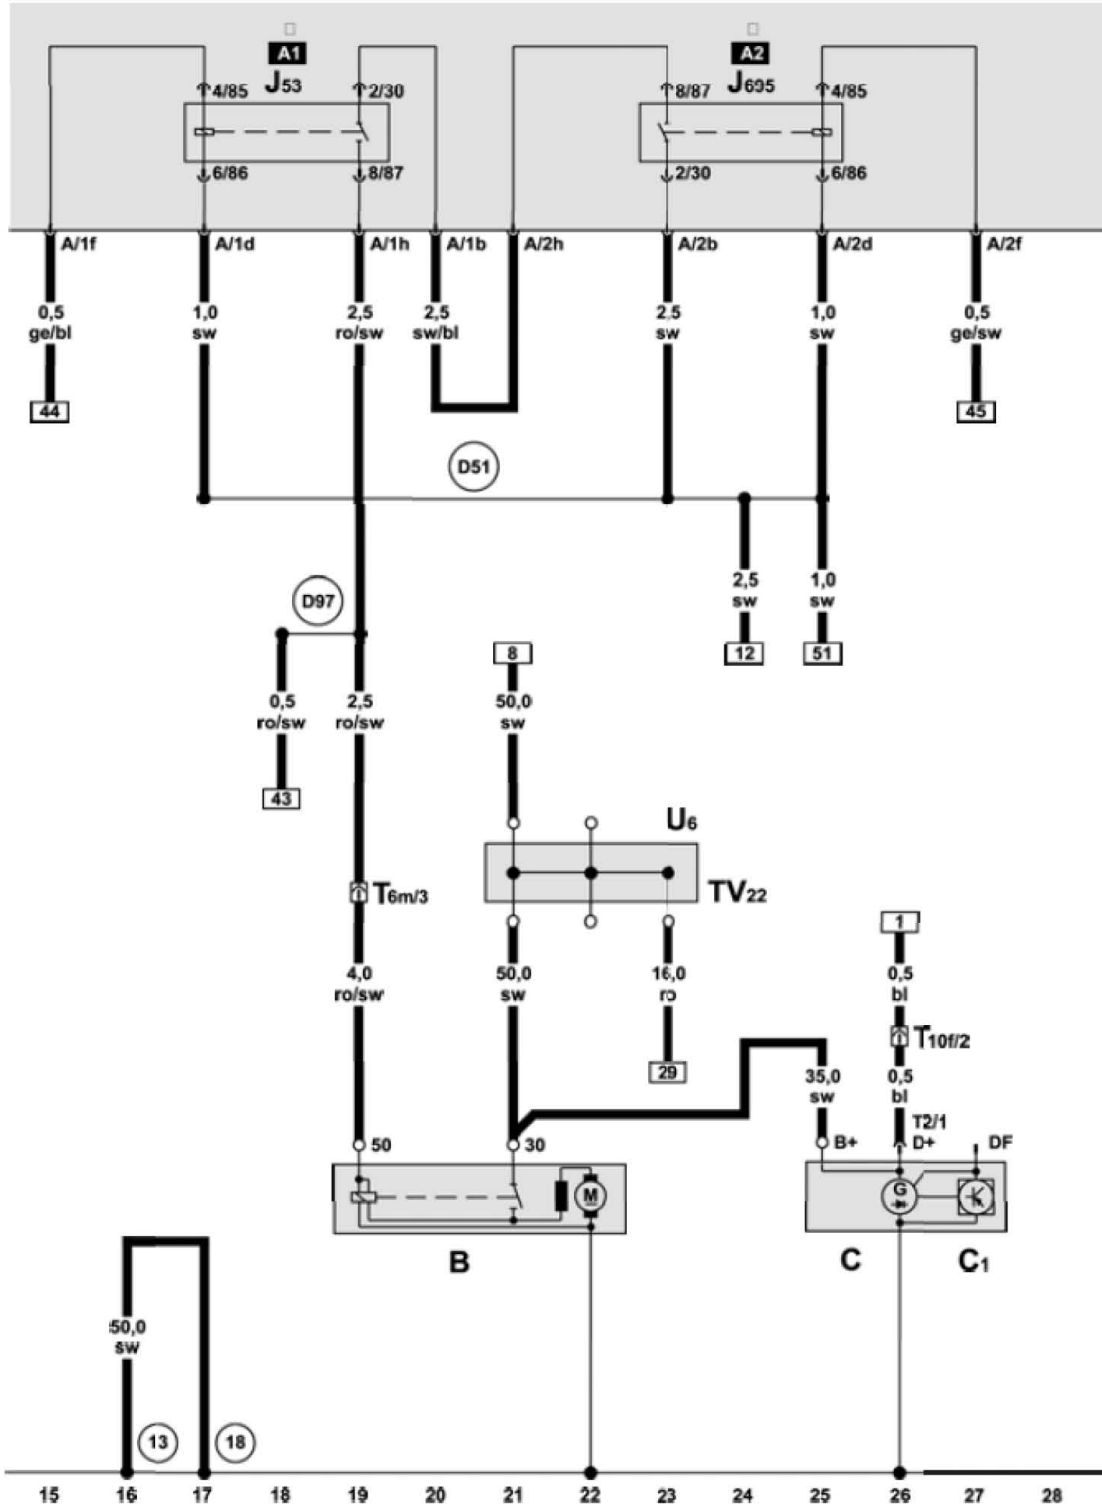 A1
A2
J53
J695
4/85
2/30
8/87
4/85
6/86
8/87
2/30
6/86
A/1f
A/1d
A/1h
A/1b
A/2h
A/2b
A/2d
A/2f
0,5
ge/bl
1,0
sw
2,5
ro/sw
2,5
sw/bl
2,5
sw
1,0
sw
0,5
ge/sw
44
45
D51
2,5
sw
1,0
sw
D97
12
51
8
0,5
ro/sw
2,5
ro/sw
50,0
sw
43
U6
TV22
T6m/3
1
4,0
ro/sw
50,0
sw
16,0
ro
0,5
bl
T10f/2
29
35,0
sw
0,5
bl
T2/1
50
30
B+
D+
DF
M
G
B
C
C1
50,0
sw
13
18
15 16 17 18 19 20 21 22 23 24 25 26 27 28